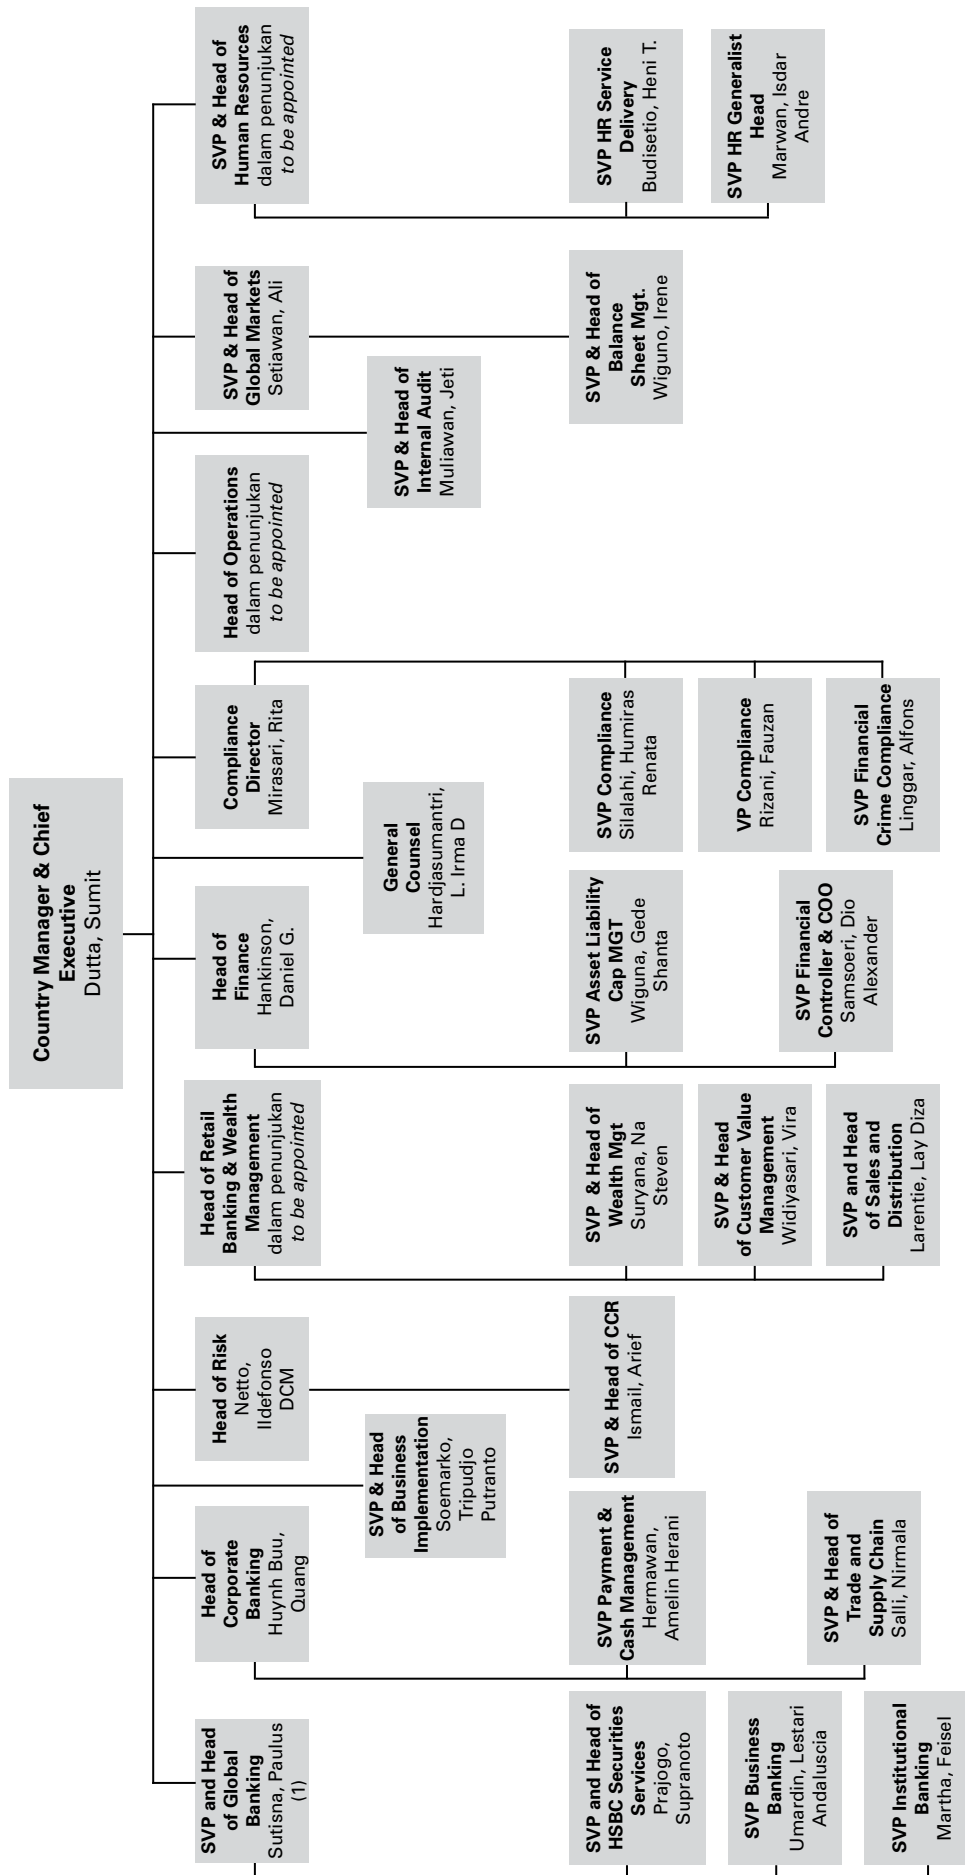 Country Manager & Chief
Executive
Dutta, Sumit
SVP and Head
of Global
Banking
Sutisna, Paulus
(1)
SVP and Head of
HSBC Securities
Services
Prajogo,
Supranoto
SVP Business
Banking
Umardin, Lestari
Andaluscia
SVP Institutional
Banking
Martha, Feisel
Head of
Corporate
Banking
Huynh Buu,
Quang
SVP Payment &
Cash Management
Hermawan,
Amelin Herani
SVP & Head of
Trade and
Supply Chain
Salli, Nirmala
SVP & Head
of Business
Implementation
Soemarko,
Tripudjo
Putranto
Head of Risk
Netto,
Ildefonso
DCM
SVP & Head of CCR
Ismail, Arief
Head of Retail
Banking & Wealth
Management
dalam penunjukan
to be appointed
SVP & Head of
Wealth Mgt
Suryana, Na
Steven
SVP & Head
of Customer Value
Management
Widiyasari, Vira
SVP and Head
of Sales and
Distribution
Larentie, Lay Diza
Head of
Finance
Hankinson,
Daniel G.
SVP Asset Liability
Cap MGT
Wiguna, Gede
Shanta
SVP Financial
Controller & COO
Samsoeri, Dio
Alexander
General
Counsel
Hardjasumantri,
L. Irma D
Compliance
Director
Mirasari, Rita
SVP Compliance
Silalahi, Humiras
Renata
VP Compliance
Rizani, Fauzan
SVP Financial
Crime Compliance
Linggar, Alfons
Head of Operations
dalam penunjukan
to be appointed
SVP & Head of
Internal Audit
Muliawan, Jeti
SVP & Head of
Global Markets
Setiawan, Ali
SVP & Head of
Balance
Sheet Mgt.
Wiguno, Irene
SVP & Head of
Human Resources
dalam penunjukan
to be appointed
SVP HR Service
Delivery
Budisetio, Heni T.
SVP HR Generalist
Head
Marwan, Isdar
Andre